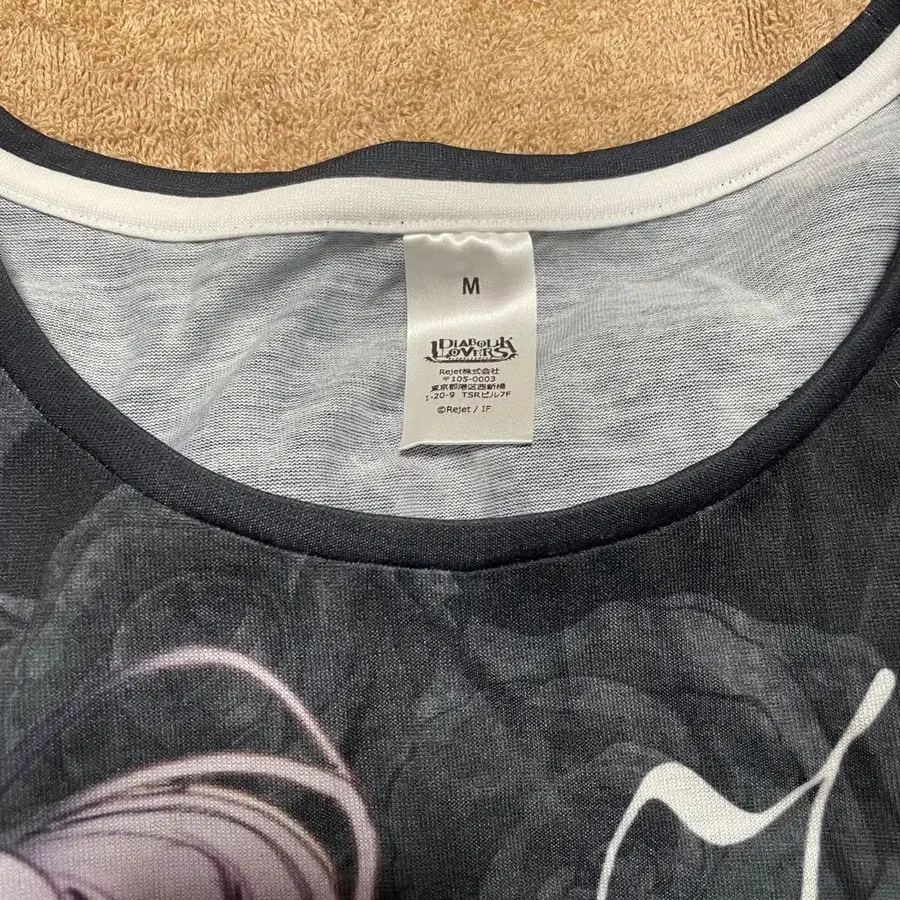 M
DIABOLIK
LOVERS
Rejet株式会社
〒105-0003
東京都港区西新橋
1-20-9 TSRビル7F
©Rejet / IF